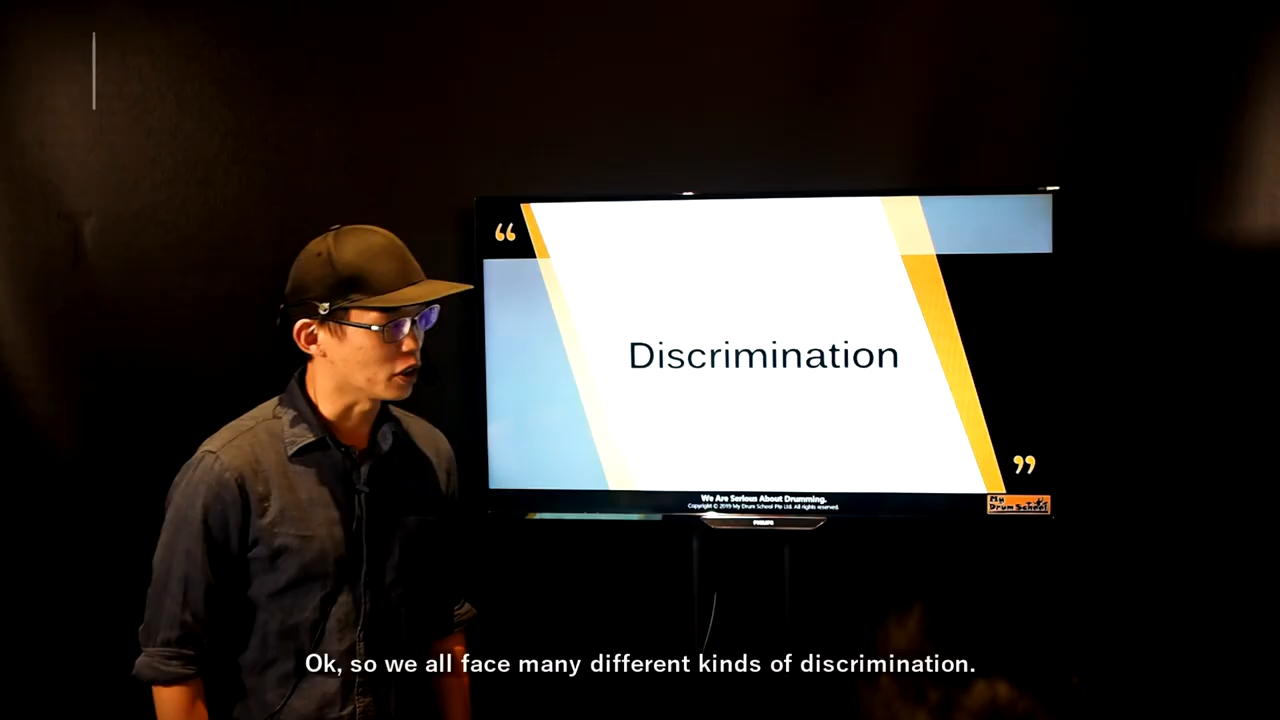 “
Discrimination
”
We Are Serious About Drumming.
Copyright © 2019 My Drum School Pte Ltd. All rights reserved.
My
Drum School
PHILIPS
Ok, so we all face many different kinds of discrimination.